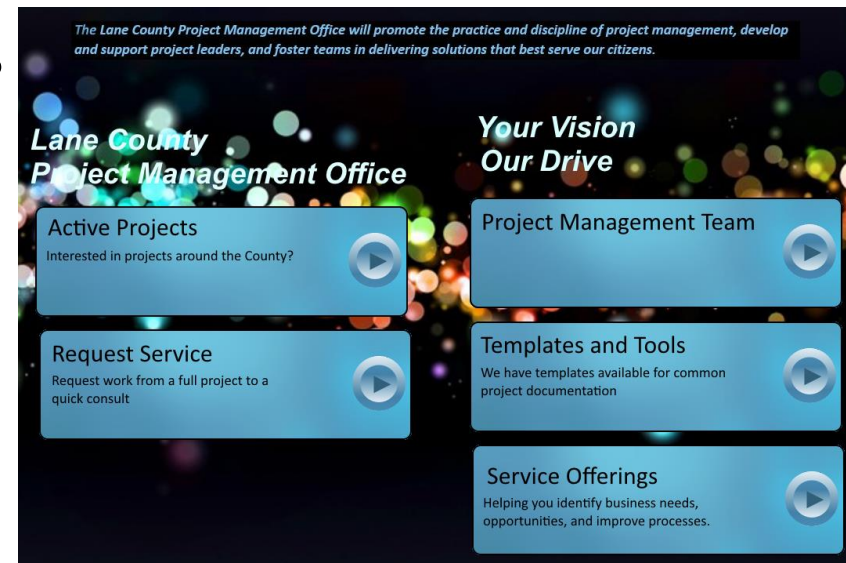 The Lane County Project Management Office will promote the practice and discipline of project management, develop
and support project leaders, and foster teams in delivering solutions that best serve our citizens.
Lane County
Project Management Office
Active Projects
Interested in projects around the County?
Request Service
Request work from a full project to a
quick consult
Your Vision
Our Drive
Project Management Team
Templates and Tools
We have templates available for common
project documentation
Service Offerings
Helping you identify business needs,
opportunities, and improve processes.